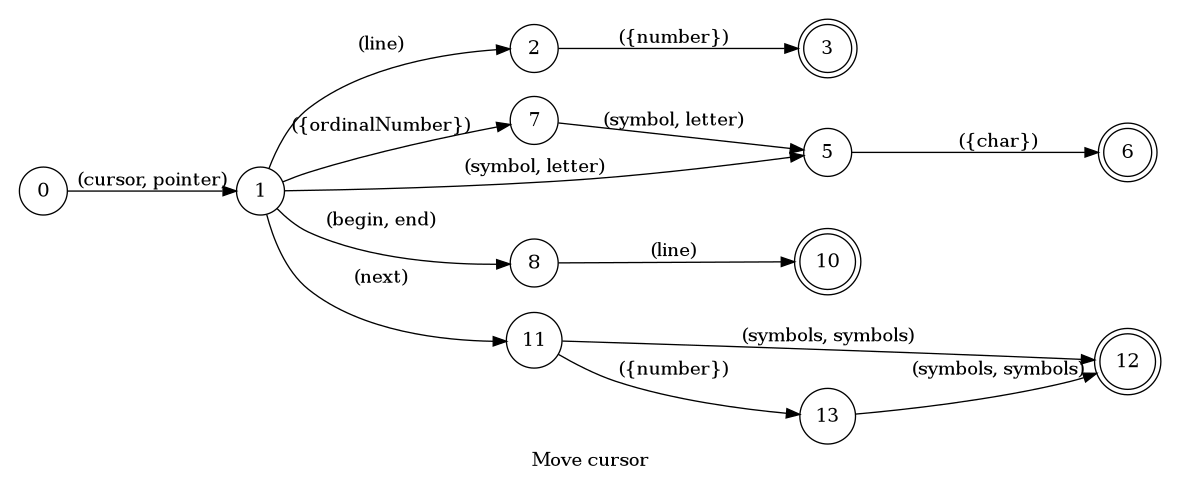 (line)
2
({number})
3
({ordinalNumber})
7
(symbol, letter)
0
(cursor, pointer)
1
(symbol, letter)
5
({char})
6
(begin, end)
8
(line)
10
(next)
11
(symbols, symbols)
12
({number})
(symbols, symbols)
13
Move cursor